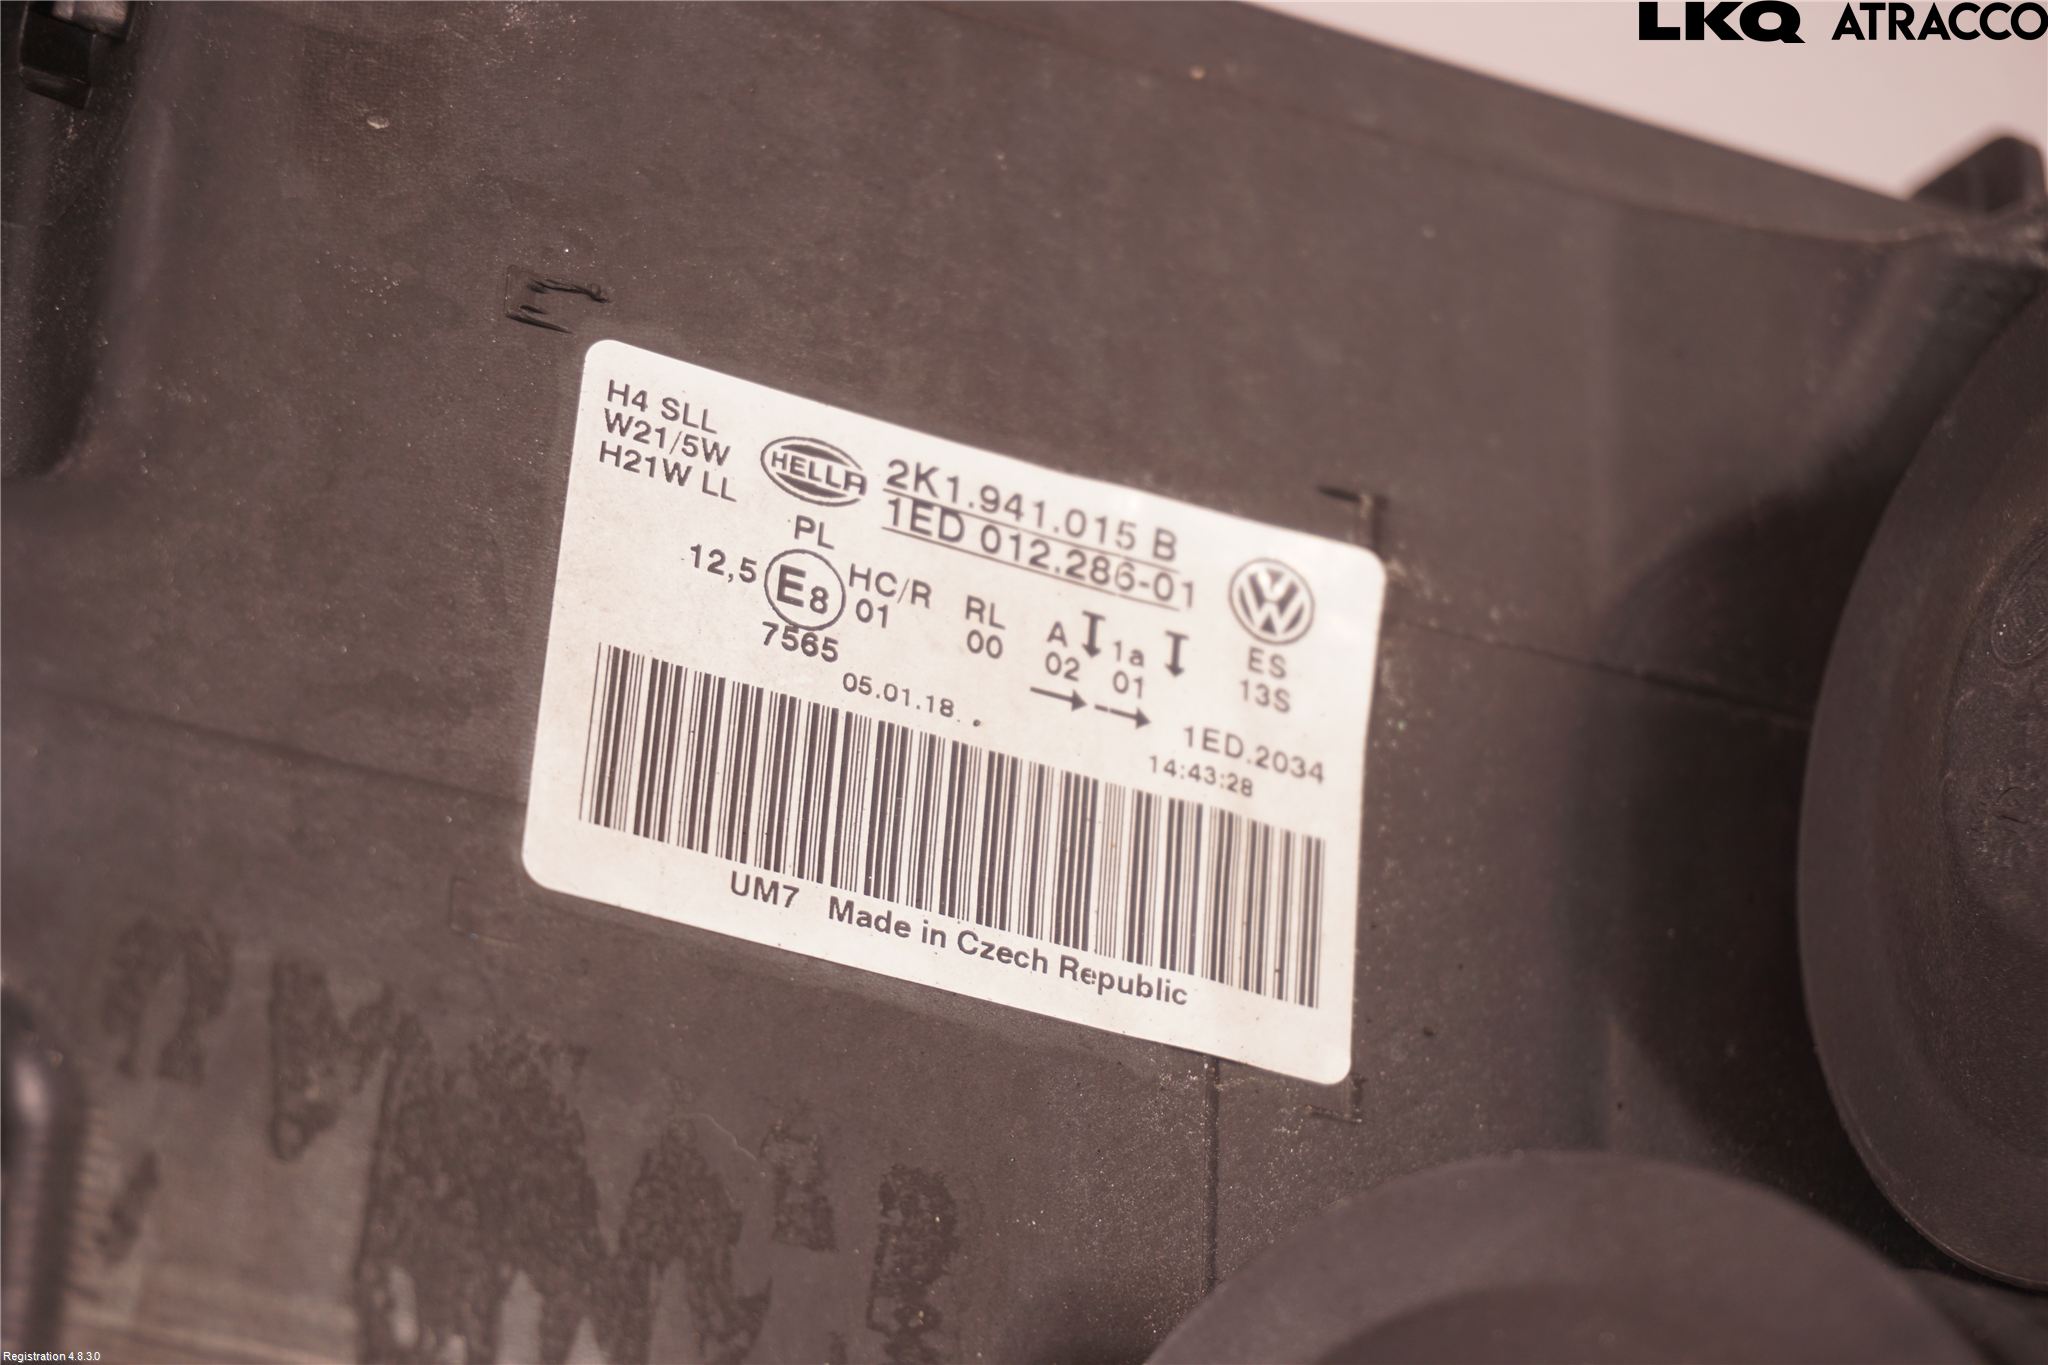 LKQ ATRACCO
H4 SLL
W21/5W
H21W LL
HELLA
2K1.941.015 B
1ED 012.286-01
PL
12,5 E8 HC/R RL A 1a
01 00 02 01
7565
ES
13S
05.01.18
1ED.2034
14:43:28
UM7 Made in Czech Republic
Registration 4.8.3.0